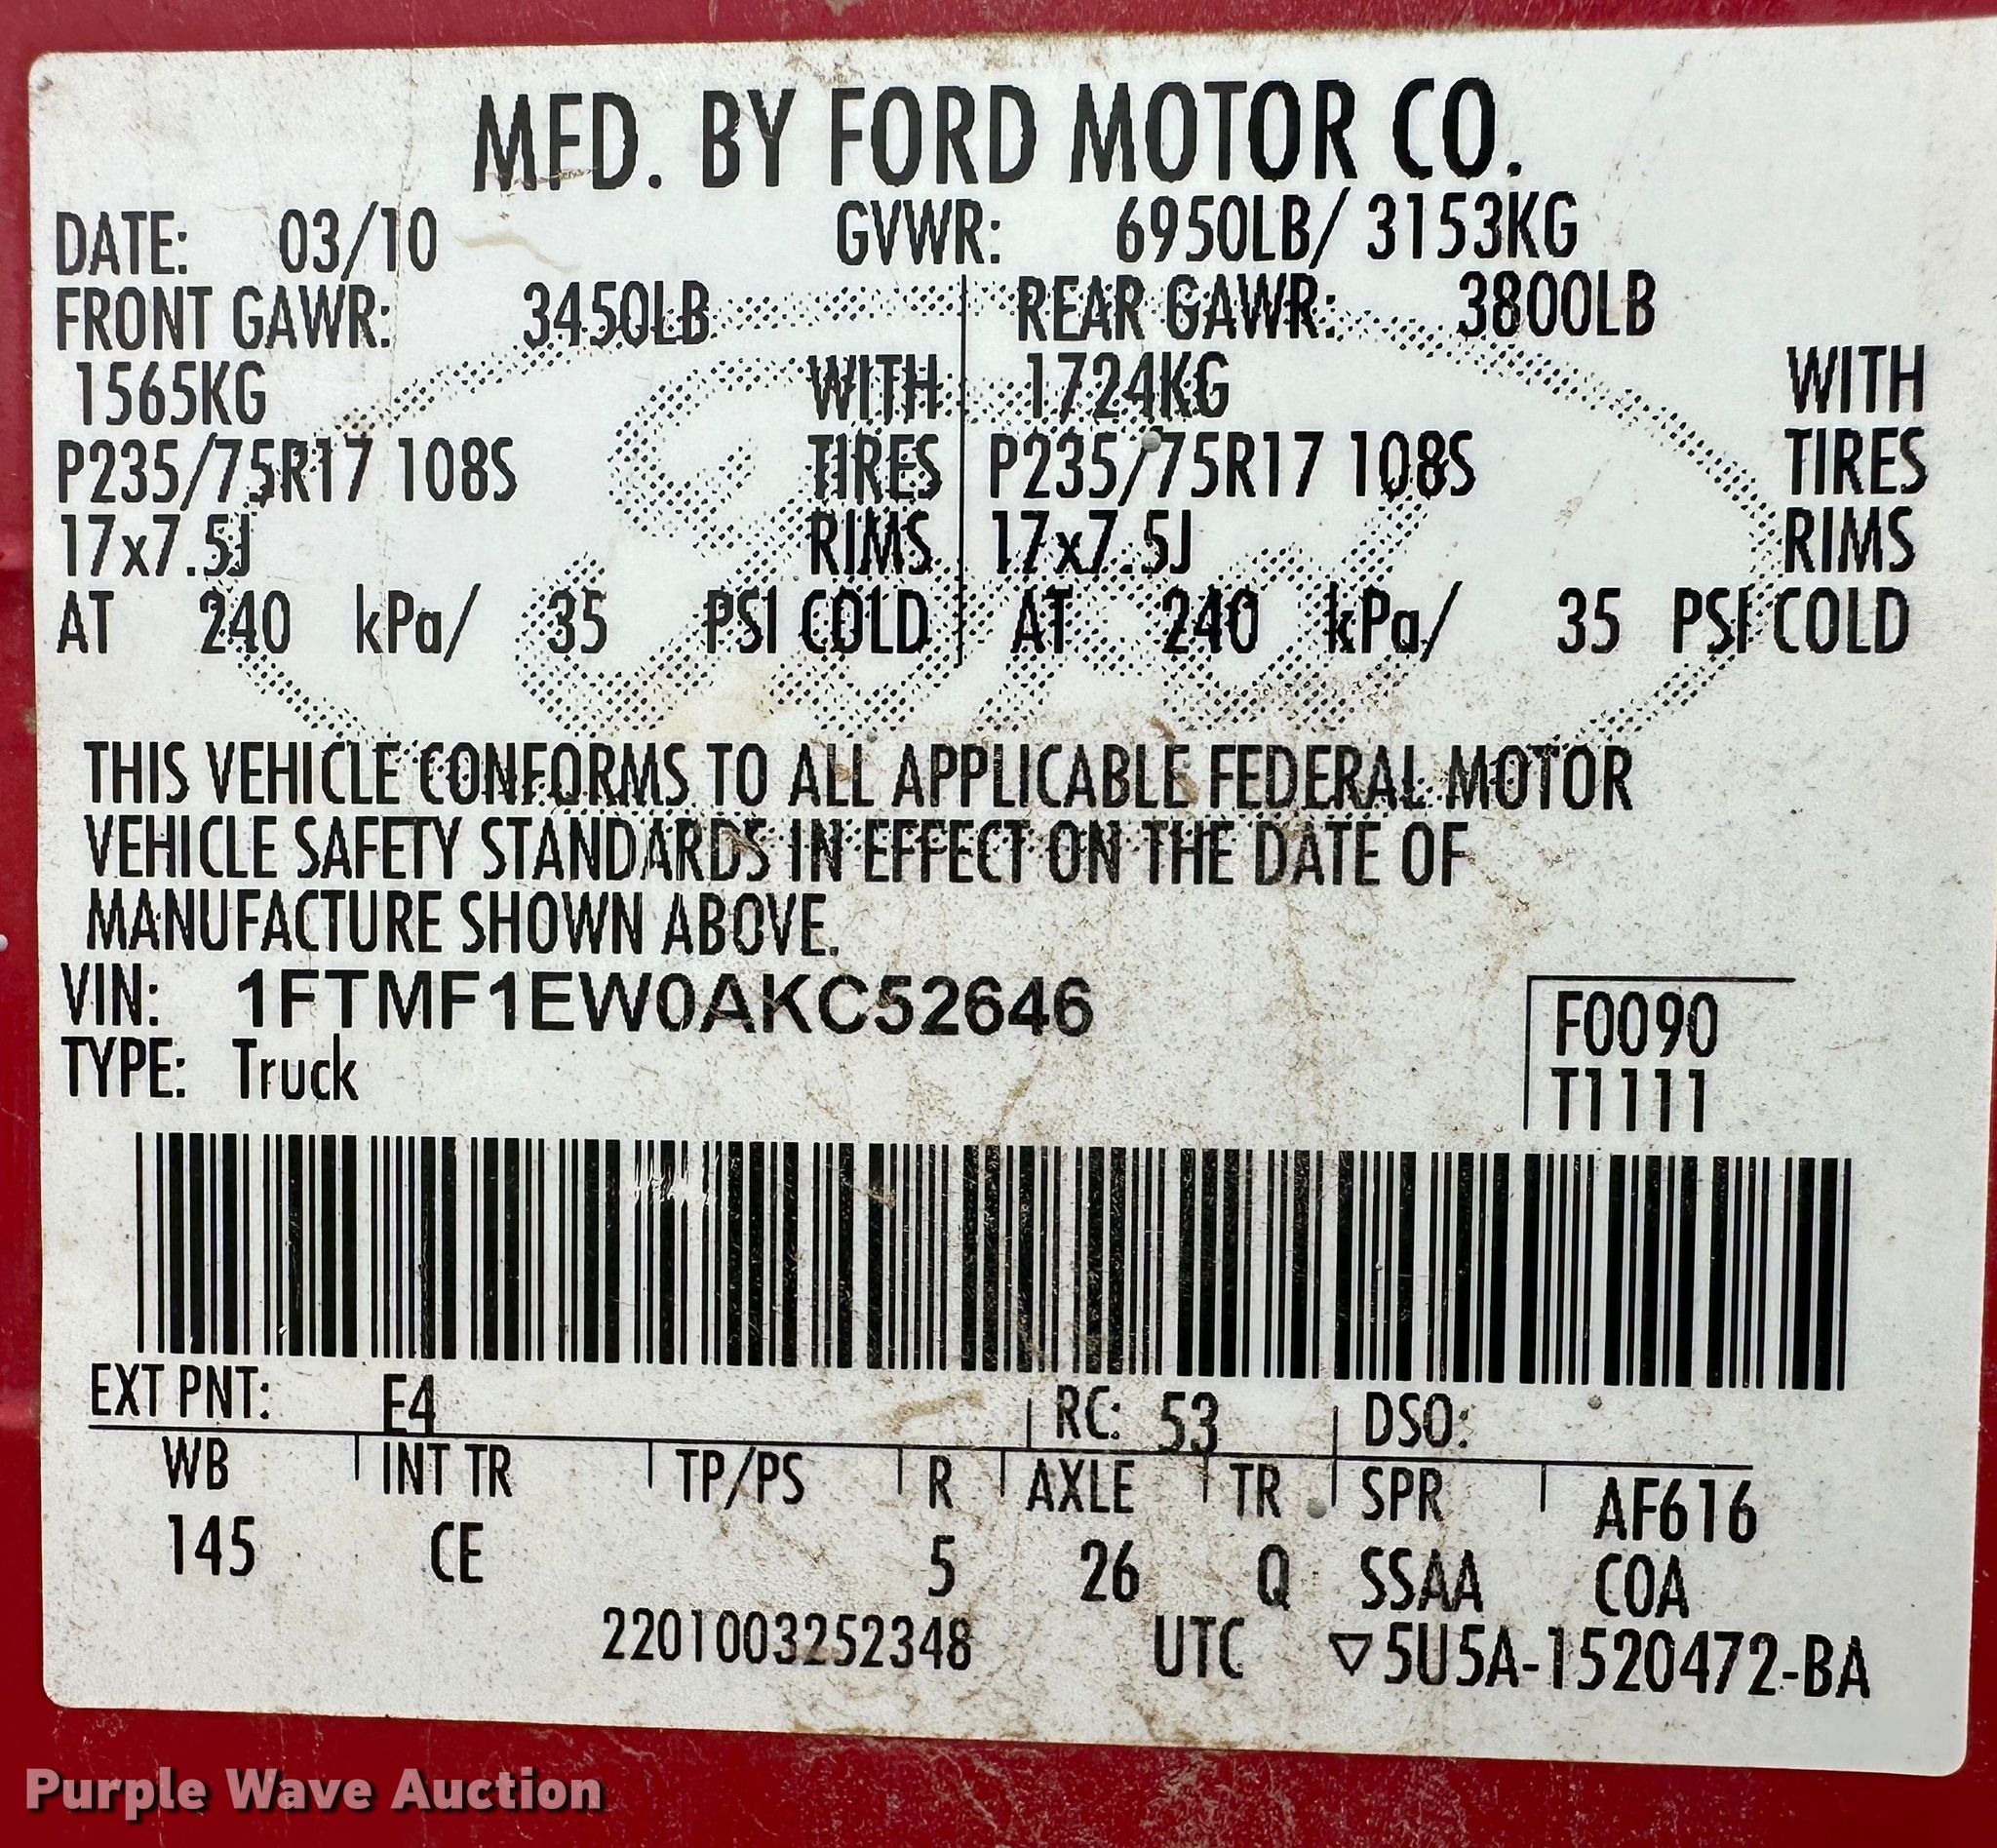 MFD. BY FORD MOTOR CO.
DATE: 03/10 GVWR: 6950LB/ 3153KG
FRONT GAWR: 3450LB REAR GAWR: 3800LB
1565KG WITH 1724KG WITH
P235/75R17 108S TIRES P235/75R17 108S TIRES
17x7.5J RIMS 17x7.5J RIMS
AT 240 kPa/ 35 PSI COLD AT 240 kPa/ 35 PSI COLD
THIS VEHICLE CONFORMS TO ALL APPLICABLE FEDERAL MOTOR
VEHICLE SAFETY STANDARDS IN EFFECT ON THE DATE OF
MANUFACTURE SHOWN ABOVE.
VIN: 1FTMF1EW0AKC52646 F0090
TYPE: Truck T1111
EXT PNT: E4 RC: 53 DSO:
WB INT TR TP/PS R AXLE TR SPR AF616
145 CE 5 26 Q SSAA COA
2201003252348 UTC ▽5U5A-1520472-BA
Purple Wave Auction